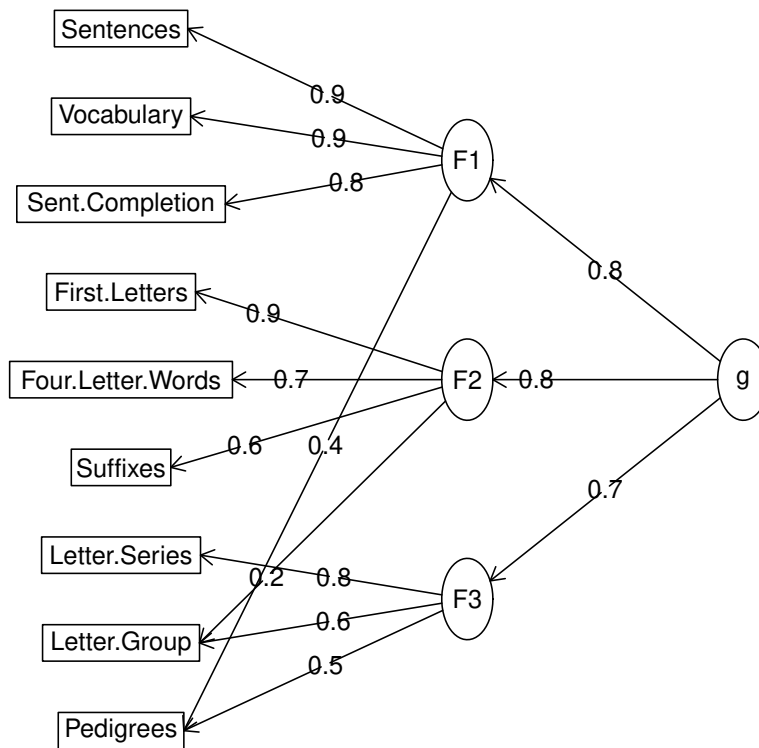 Sentences
0.9
Vocabulary
0.9
F1
Sent.Completion
0.8
0.8
First.Letters
0.9
Four.Letter.Words
0.7
F2
0.8
g
Suffixes
0.6
0.4
0.7
Letter.Series
0.2
0.8
F3
Letter.Group
0.6
0.5
Pedigrees